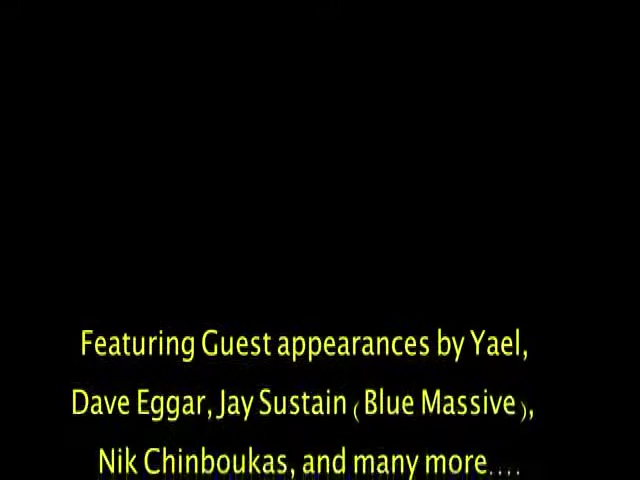 Featuring Guest appearances by Yael,
Dave Eggar, Jay Sustain (Blue Massive),
Nik Chinboukas, and many more....